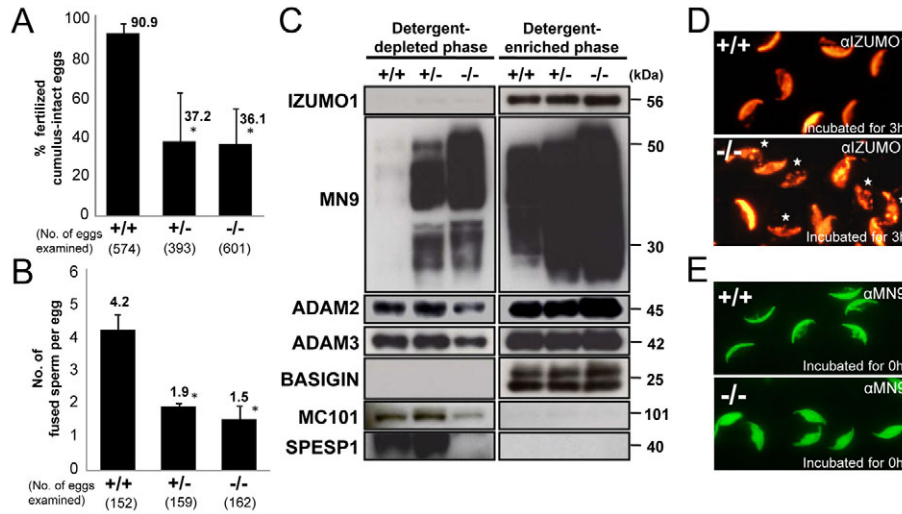 A
% fertilized
cumulus-intact eggs
100
80
60
40
20
0
90.9
37.2
*
36.1
*
+/+
+/-
-/-
(No. of eggs
examined)
(574)
(393)
(601)
B
No. of
fused sperm per egg
6
5
4
3
2
1
0
4.2
1.9
*
1.5
*
+/+
+/-
-/-
(No. of eggs
examined)
(152)
(159)
(162)
C
Detergent-
depleted phase
Detergent-
enriched phase
+/+
+/-
-/-
+/+
+/-
-/-
(kDa)
IZUMO1
56
MN9
50
30
ADAM2
45
ADAM3
42
BASIGIN
25
MC101
101
SPESP1
40
D
+/+
αIZUMO1
Incubated for 3h
-/-
αIZUMO1
Incubated for 3h
E
+/+
αMN9
Incubated for 0h
-/-
αMN9
Incubated for 0h